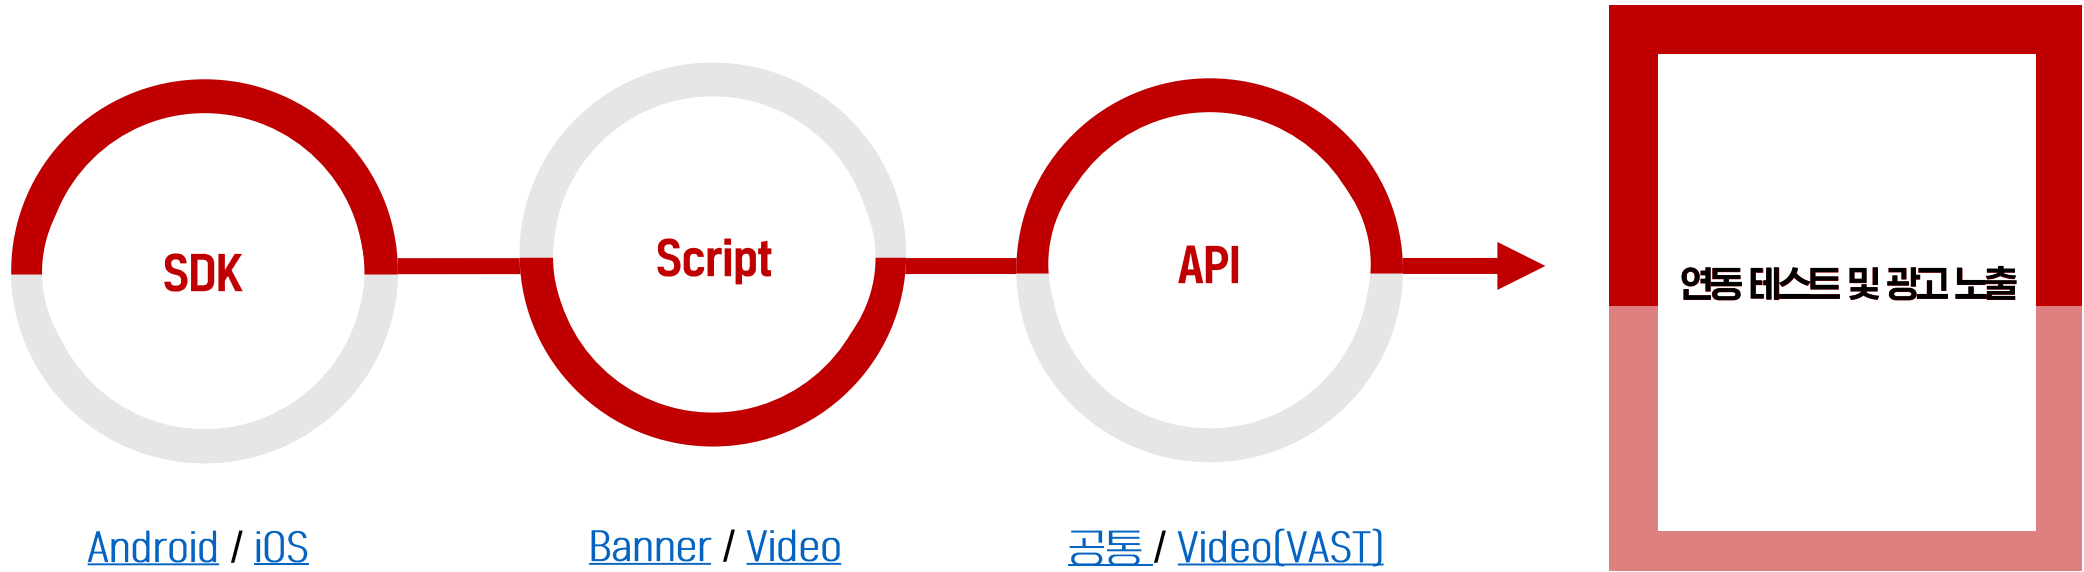 SDK
Script
API
연동 테스트 및 광고 노출
Android / iOS
Banner / Video
공통 / Video(VAST)